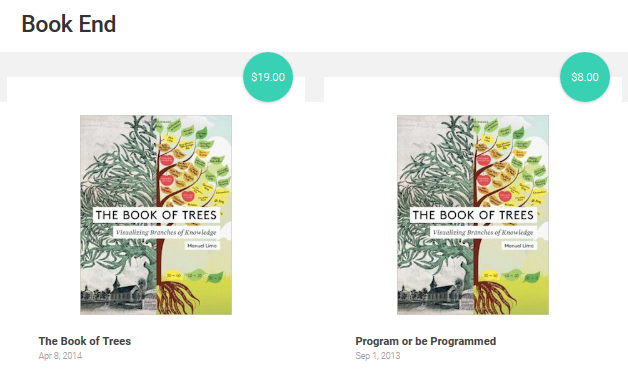 Book End
$19.00
$8.00
THE BOOK OF TREES
Visualizing Branches of Knowledge
Manuel Lima
THE BOOK OF TREES
Visualizing Branches of Knowledge
Manuel Lima
The Book of Trees
Apr 8, 2014
Program or be Programmed
Sep 1, 2013